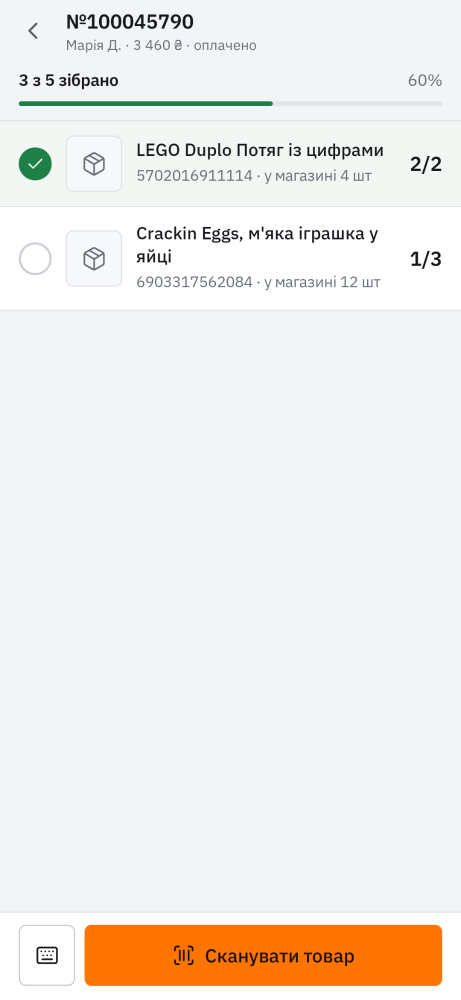 №100045790
Марія Д. · 3 460 ₴ · оплачено
3 з 5 зібрано
60%
LEGO Duplo Потяг із цифрами
5702016911114 · у магазині 4 шт
2/2
Crackin Eggs, м'яка іграшка у
яйці
6903317562084 · у магазині 12 шт
1/3
Сканувати товар